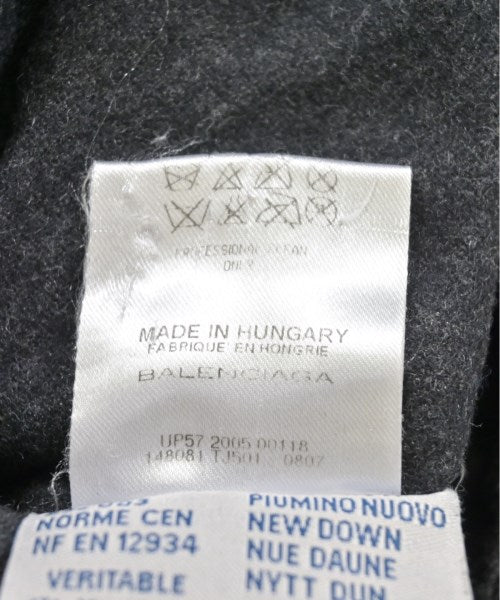 PROFESSIONAL CLEAN
ONLY
MADE IN HUNGARY
FABRIQUE' EN HONGRIE
BALENCIAGA
UP57 2005 00118
148081 TJ501 0807
NORME CEN
NF EN 12934
VERITABLE
PIUMINO NUOVO
NEW DOWN
NUE DAUNE
NYTT DUN